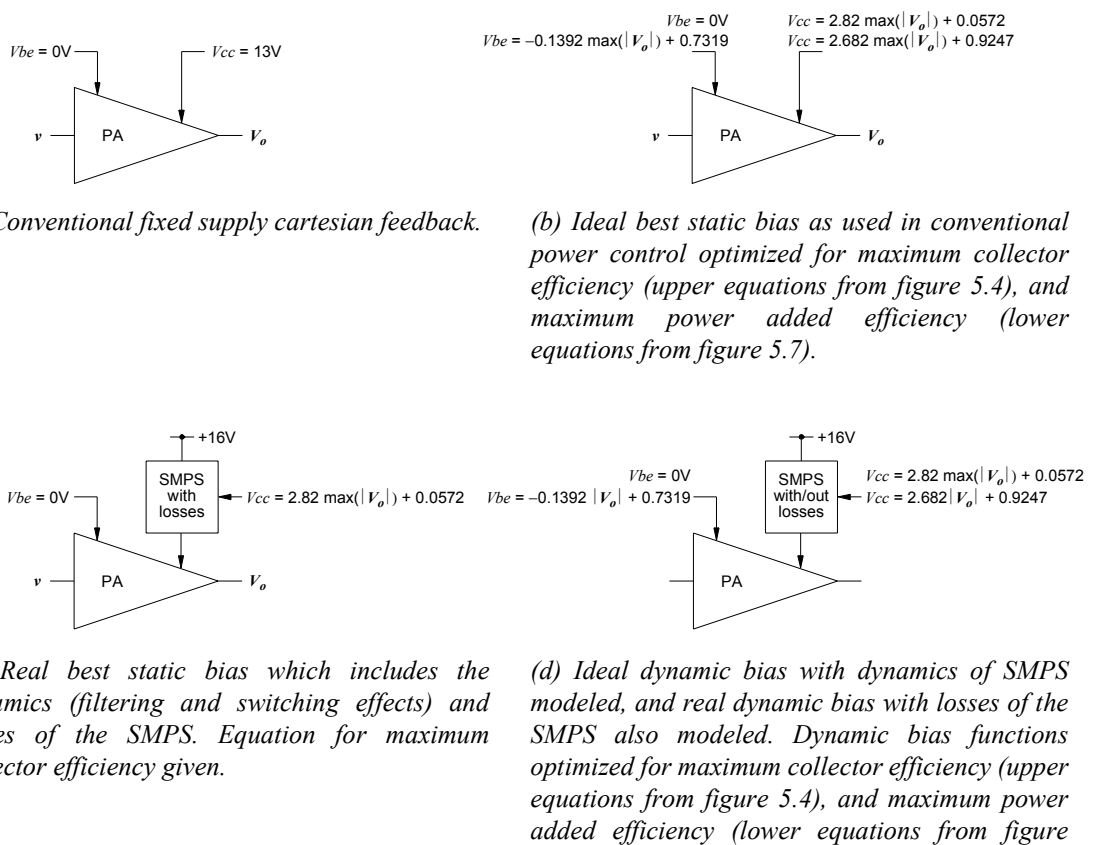 Vbe = 0V
Vcc = 13V
v
PA
Vo
Conventional fixed supply cartesian feedback.
Vbe = 0V
Vbe = –0.1392 max(|Vo|) + 0.7319
Vcc = 2.82 max(|Vo|) + 0.0572
Vcc = 2.682 max(|Vo|) + 0.9247
v
PA
Vo
(b) Ideal best static bias as used in conventional
power control optimized for maximum collector
efficiency (upper equations from figure 5.4), and
maximum power added efficiency (lower
equations from figure 5.7).
+16V
SMPS
with
losses
Vbe = 0V
Vcc = 2.82 max(|Vo|) + 0.0572
v
PA
Vo
Real best static bias which includes the
amics (filtering and switching effects) and
es of the SMPS. Equation for maximum
ector efficiency given.
+16V
SMPS
with/out
losses
Vbe = 0V
Vbe = –0.1392 |Vo| + 0.7319
Vcc = 2.82 max(|Vo|) + 0.0572
Vcc = 2.682|Vo| + 0.9247
PA
(d) Ideal dynamic bias with dynamics of SMPS
modeled, and real dynamic bias with losses of the
SMPS also modeled. Dynamic bias functions
optimized for maximum collector efficiency (upper
equations from figure 5.4), and maximum power
added efficiency (lower equations from figure